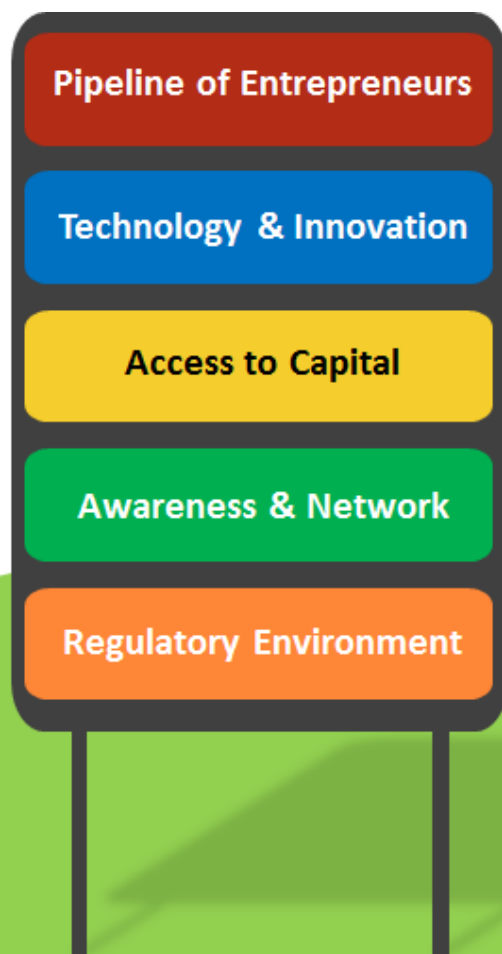 Pipeline of Entrepreneurs
Technology & Innovation
Access to Capital
Awareness & Network
Regulatory Environment